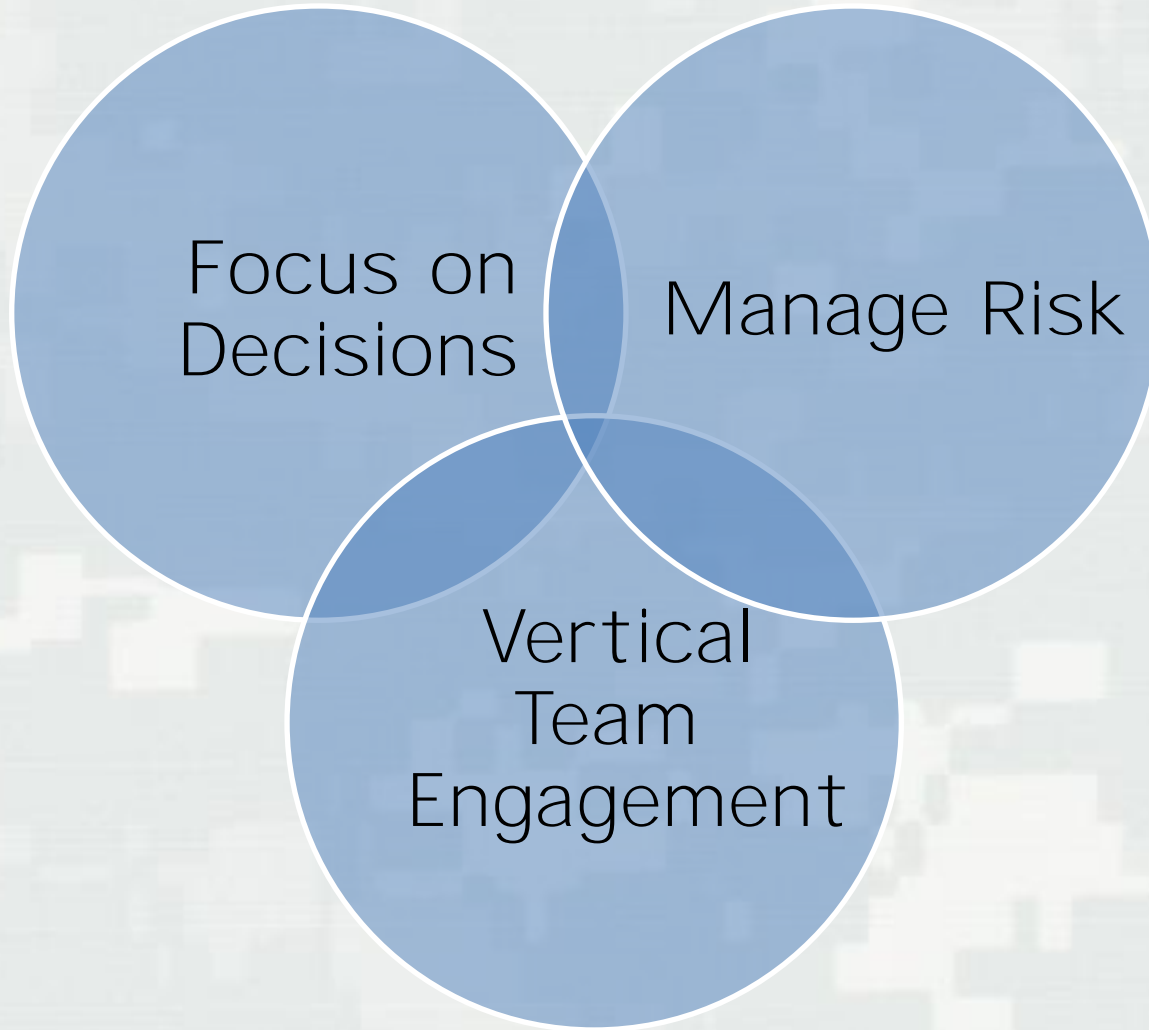 Focus on
Decisions
Manage Risk
Vertical
Team
Engagement